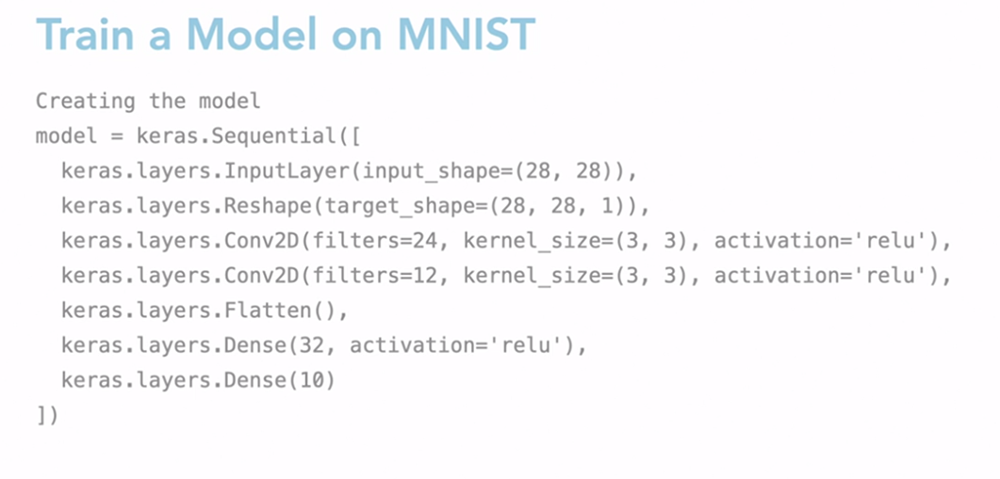 Train a Model on MNIST
Creating the model
model = keras.Sequential([
  keras.layers.InputLayer(input_shape=(28, 28)),
  keras.layers.Reshape(target_shape=(28, 28, 1)),
  keras.layers.Conv2D(filters=24, kernel_size=(3, 3), activation='relu'),
  keras.layers.Conv2D(filters=12, kernel_size=(3, 3), activation='relu'),
  keras.layers.Flatten(),
  keras.layers.Dense(32, activation='relu'),
  keras.layers.Dense(10)
])